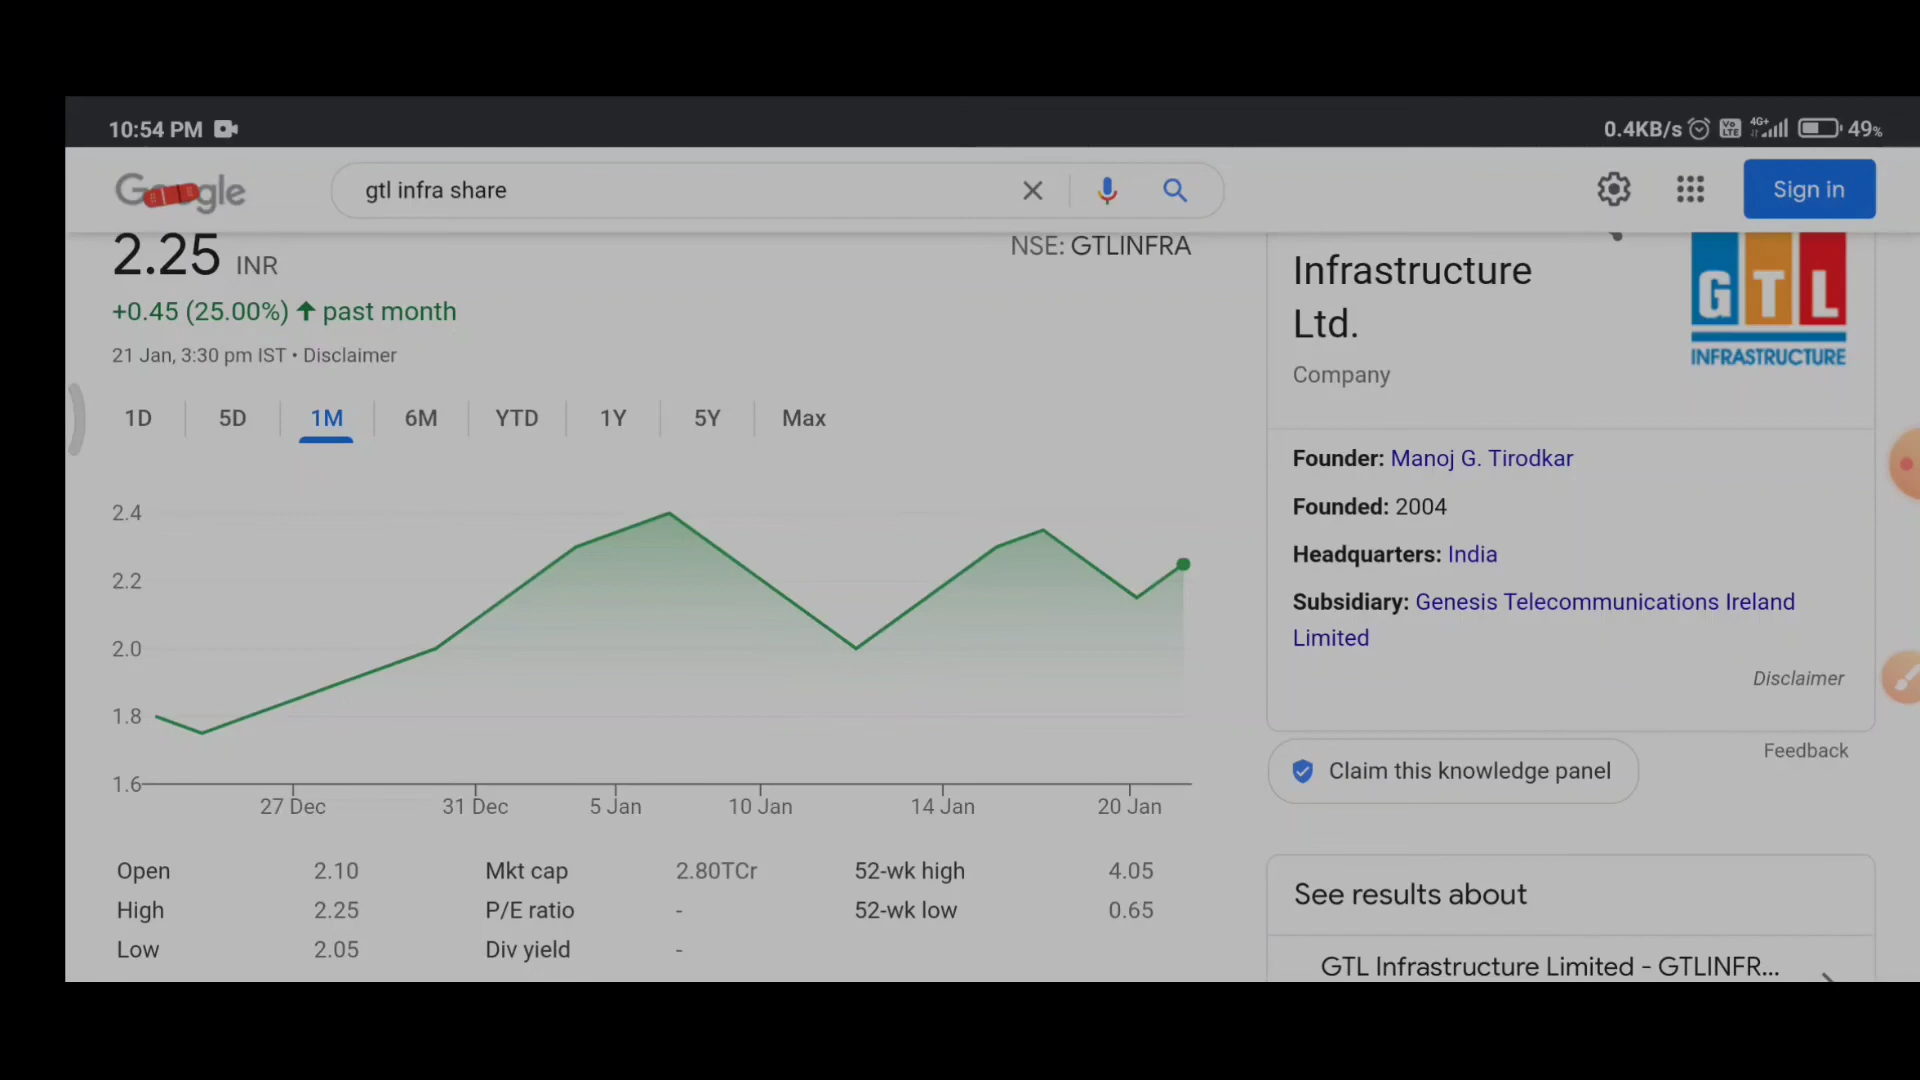 10:54 PM
0.4KB/s Vo LTE 4G+ 49%
Google
gtl infra share
Sign in
2.25 INR
NSE: GTLINFRA
+0.45 (25.00%) ↑ past month
21 Jan, 3:30 pm IST • Disclaimer
1D 5D 1M 6M YTD 1Y 5Y Max
2.4
2.2
2.0
1.8
1.6
27 Dec 31 Dec 5 Jan 10 Jan 14 Jan 20 Jan
Open 2.10 Mkt cap 2.80TCr 52-wk high 4.05
High 2.25 P/E ratio - 52-wk low 0.65
Low 2.05 Div yield -
Infrastructure
Ltd.
Company
GTL
INFRASTRUCTURE
Founder: Manoj G. Tirodkar
Founded: 2004
Headquarters: India
Subsidiary: Genesis Telecommunications Ireland
Limited
Disclaimer
Feedback
Claim this knowledge panel
See results about
GTL Infrastructure Limited - GTLINFR...